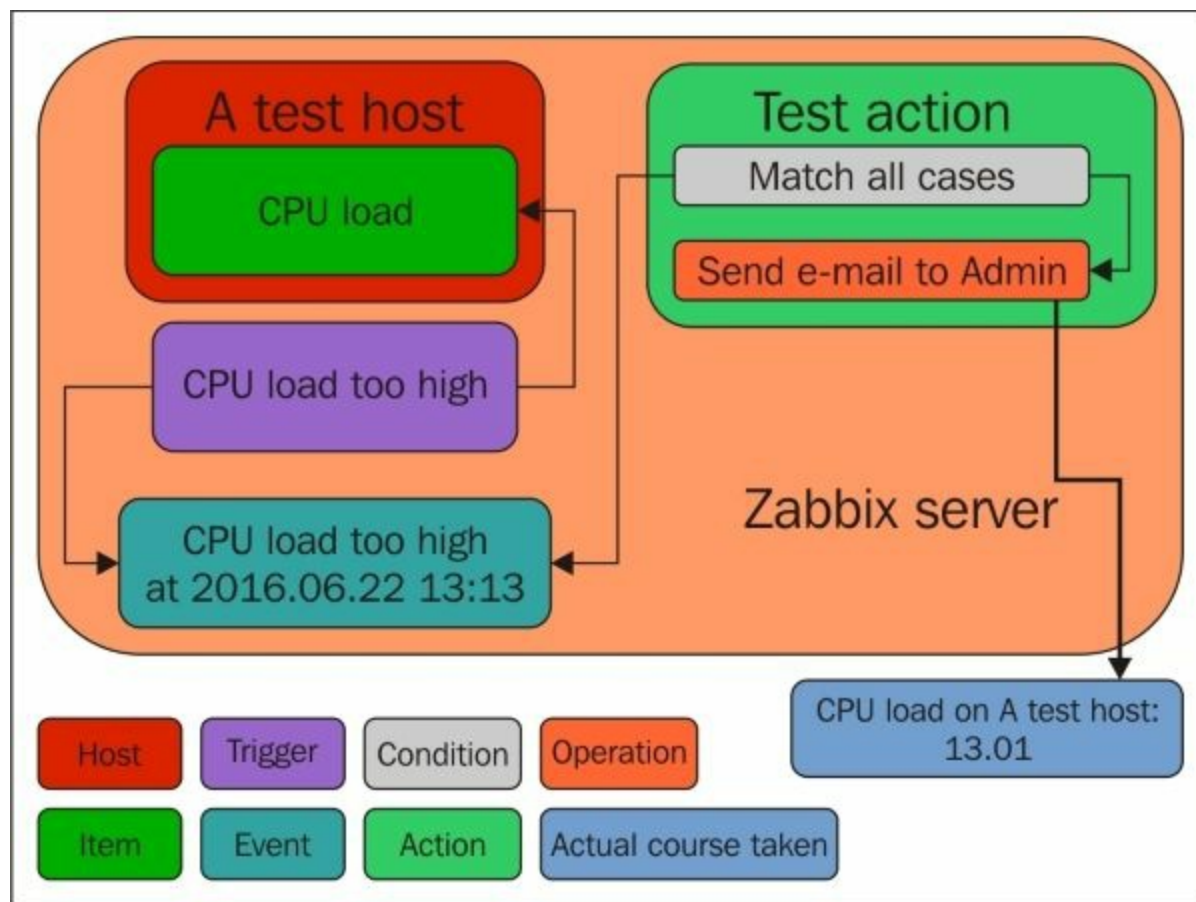 A test host
CPU load
CPU load too high
CPU load too high
at 2016.06.22 13:13
Test action
Match all cases
Send e-mail to Admin
Zabbix server
CPU load on A test host:
13.01
Host
Trigger
Condition
Operation
Item
Event
Action
Actual course taken